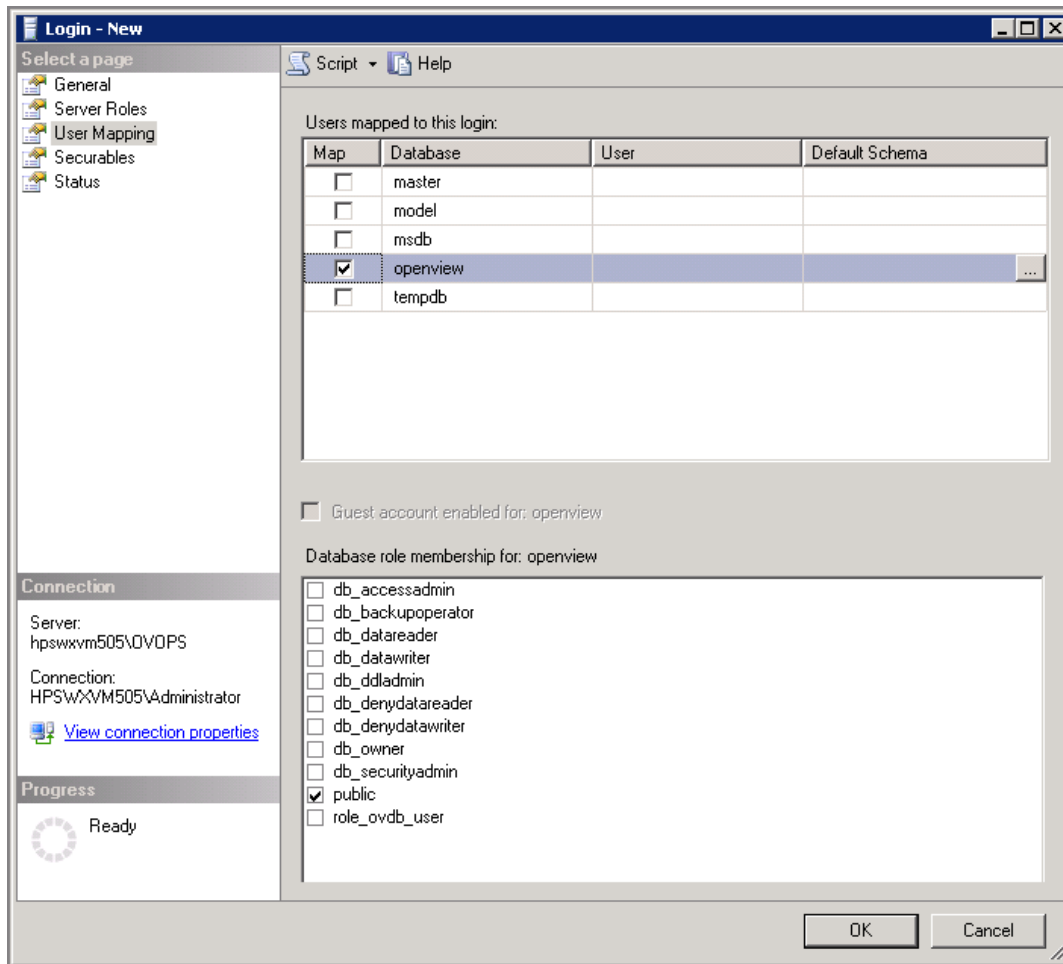 Login - New
Select a page
General
Server Roles
User Mapping
Securables
Status
Script Help
Users mapped to this login:
Map Database User Default Schema
master
model
msdb
openview ...
tempdb
Guest account enabled for: openview
Database role membership for: openview
db_accessadmin
db_backupoperator
db_datareader
db_datawriter
db_ddladmin
db_denydatareader
db_denydatawriter
db_owner
db_securityadmin
public
role_ovdb_user
Connection
Server:
hpswxvm505\OVOPS
Connection:
HPSWXVM505\Administrator
View connection properties
Progress
Ready
OK Cancel